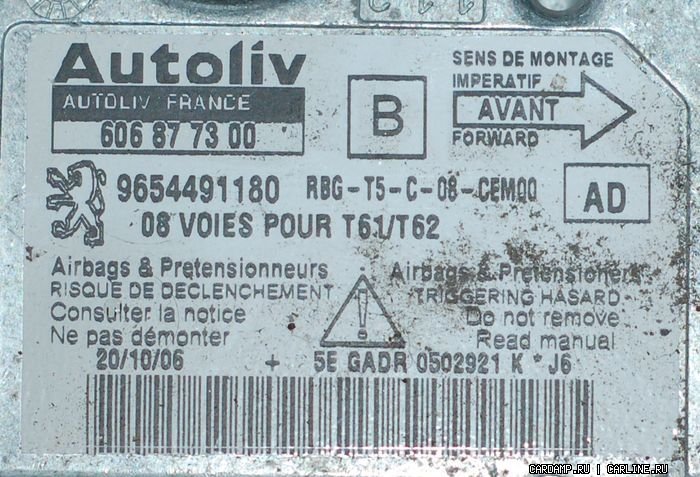 Autoliv
AUTOLIV FRANCE
606 87 73 00
B
SENS DE MONTAGE
IMPERATIF
AVANT
FORWARD
9654491180 RBG-T5-C-08-CEM00
AD
08 VOIES POUR T61/T62
Airbags & Pretensionneurs
RISQUE DE DECLENCHEMENT
Consulter la notice
Ne pas démonter
Airbags & Pretensioners
TRIGGERING HASARD
Do not remove
Read manual
20/10/06 + 5E GADR 0502921 K * J6
CARDAMP.RU | CARLINE.RU